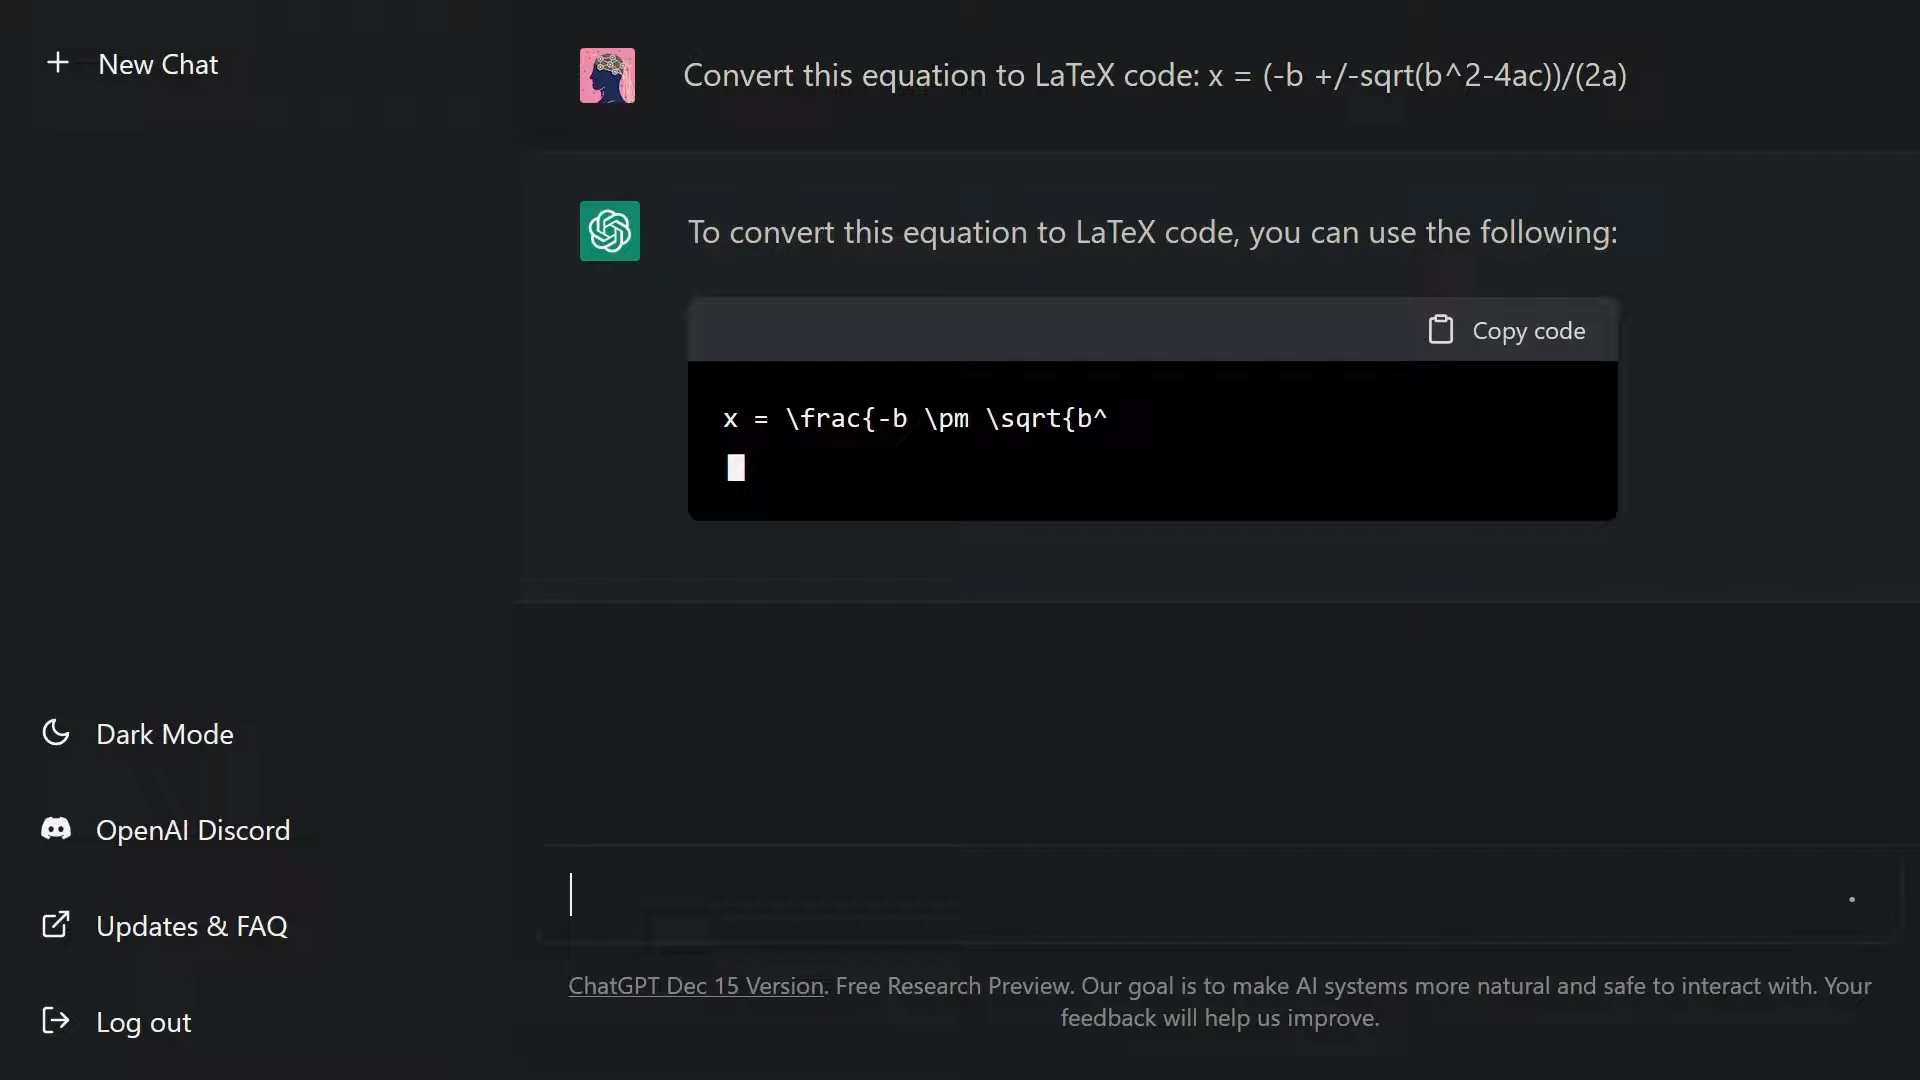 New Chat
Convert this equation to LaTeX code: x = (-b +/-sqrt(b^2-4ac))/(2a)
To convert this equation to LaTeX code, you can use the following:
Copy code
x = \frac{-b \pm \sqrt{b^
Dark Mode
OpenAI Discord
Updates & FAQ
Log out
ChatGPT Dec 15 Version. Free Research Preview. Our goal is to make AI systems more natural and safe to interact with. Your
feedback will help us improve.